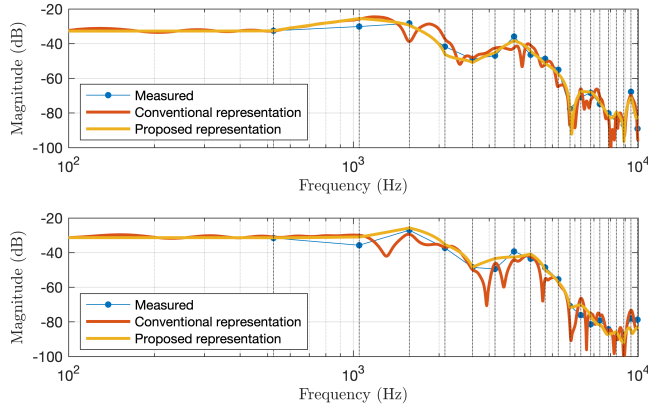 -20
-40
-60
-80
-100
Magnitude (dB)
Measured
Conventional representation
Proposed representation
10²
10³
10⁴
Frequency (Hz)
-20
-40
-60
-80
-100
Magnitude (dB)
Measured
Conventional representation
Proposed representation
10²
10³
10⁴
Frequency (Hz)